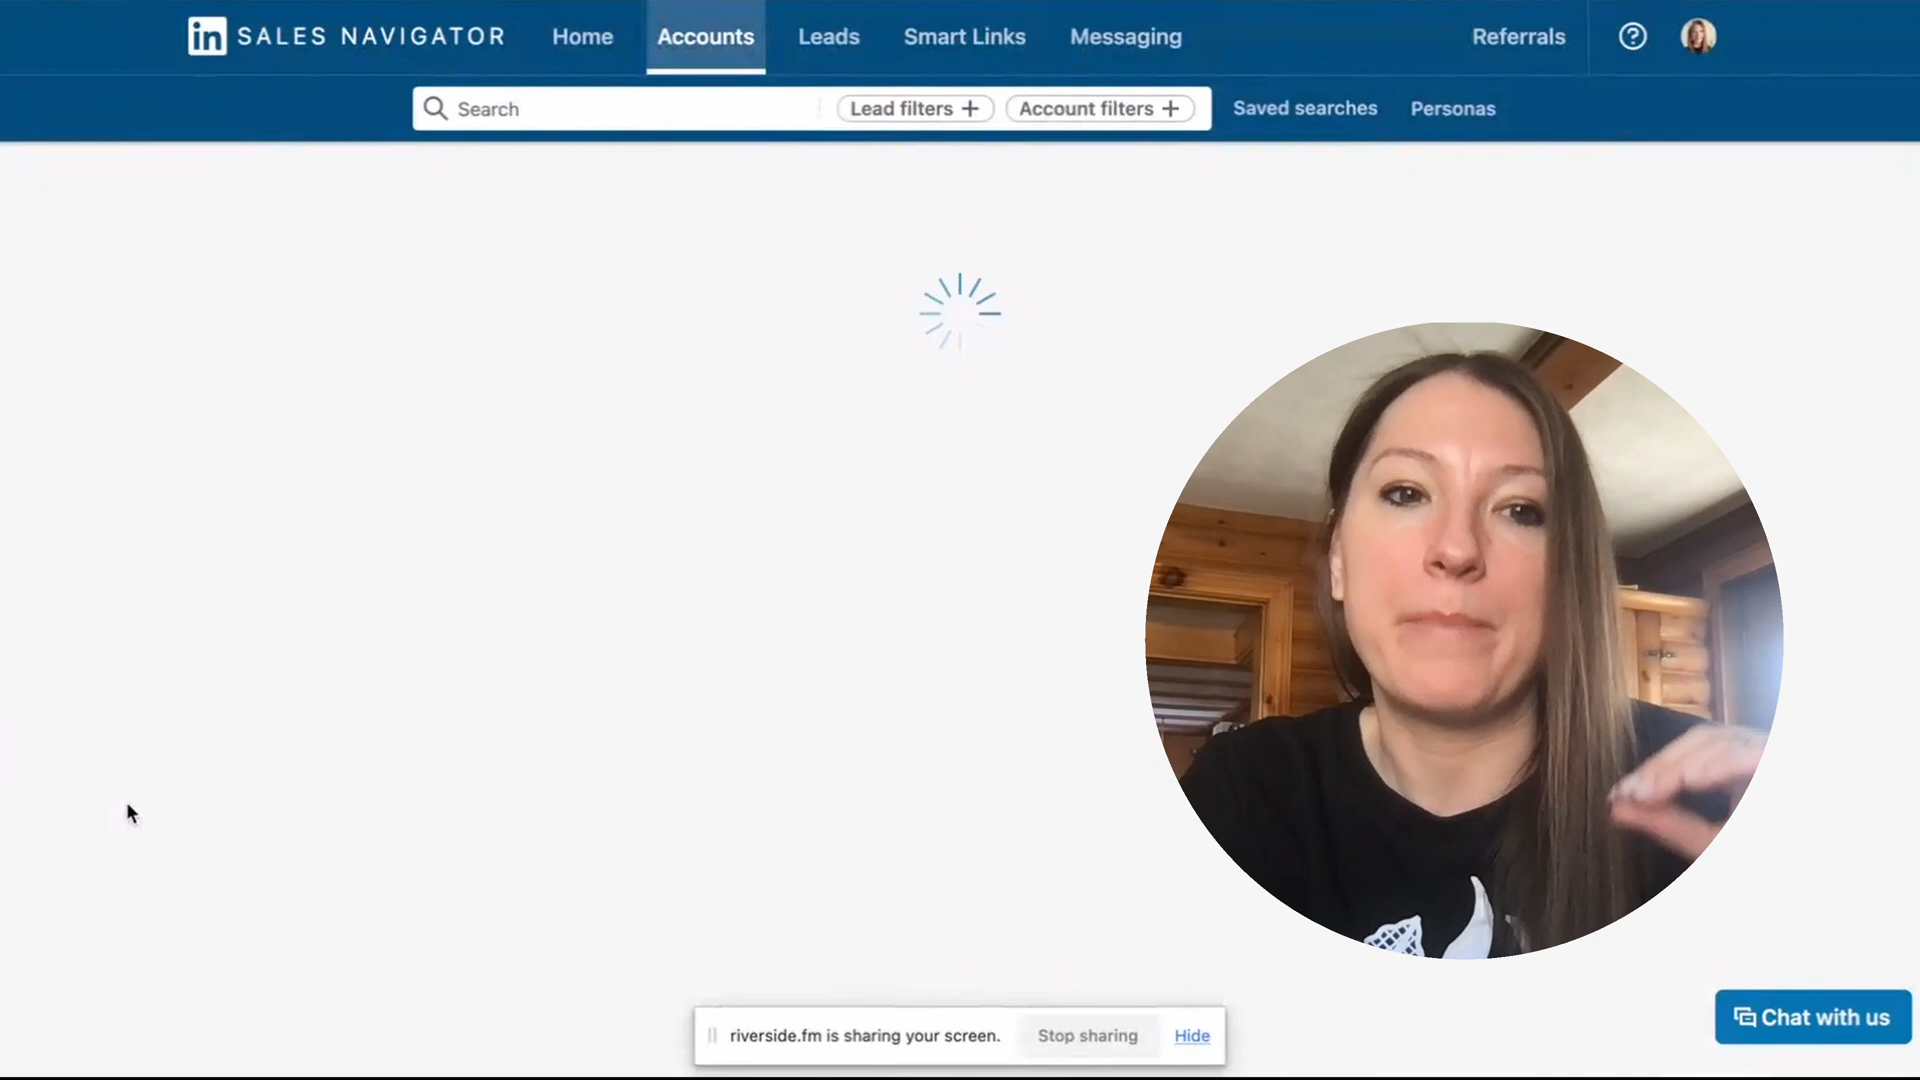 in SALES NAVIGATOR Home Accounts Leads Smart Links Messaging Referrals
Search Lead filters + Account filters + Saved searches Personas
riverside.fm is sharing your screen. Stop sharing Hide
Chat with us